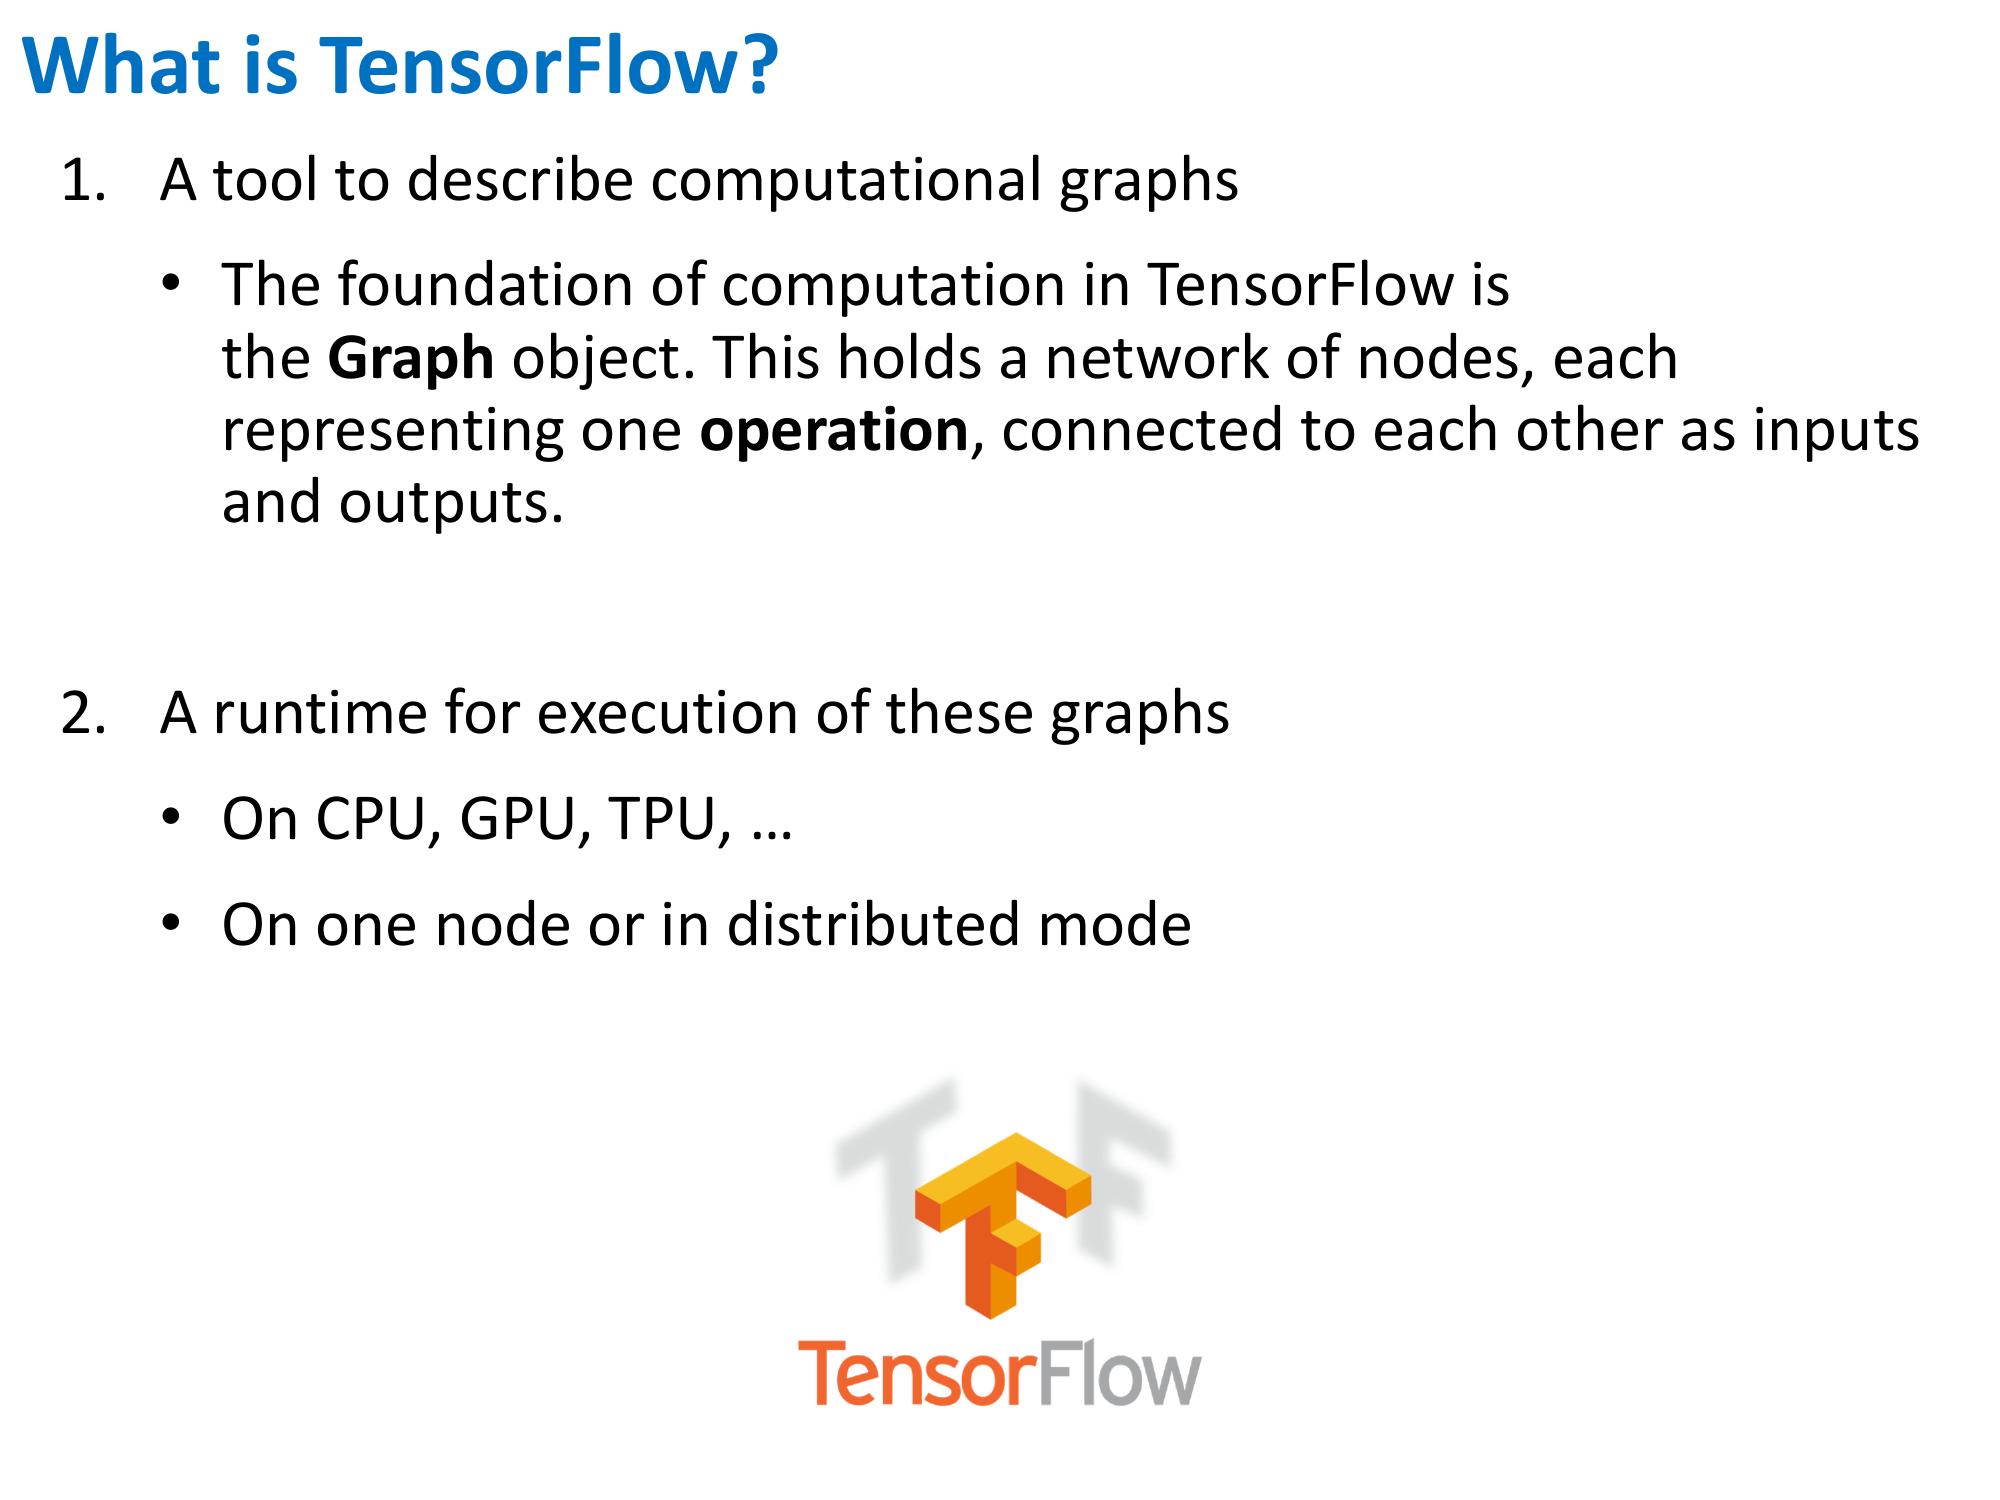 What is TensorFlow?
1. A tool to describe computational graphs
• The foundation of computation in TensorFlow is
the Graph object. This holds a network of nodes, each
representing one operation, connected to each other as inputs
and outputs.
2. A runtime for execution of these graphs
• On CPU, GPU, TPU, …
• On one node or in distributed mode
TensorFlow